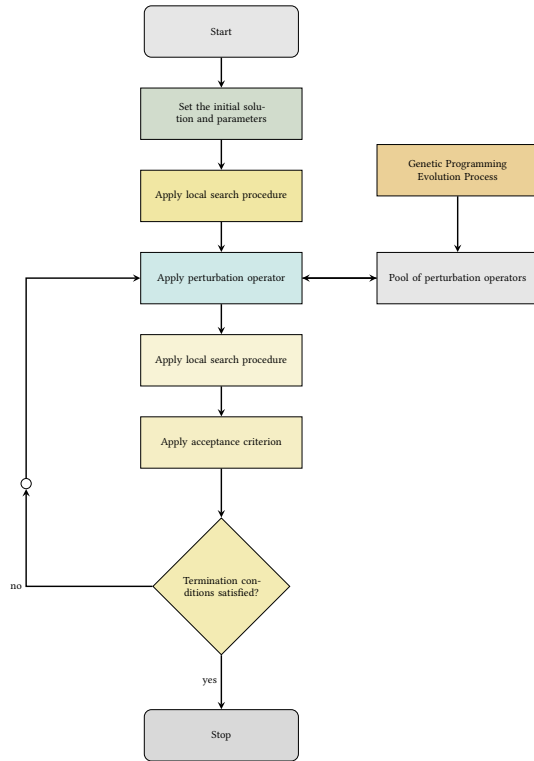 Start
Set the initial solu-
tion and parameters
Genetic Programming
Evolution Process
Apply local search procedure
Apply perturbation operator
Pool of perturbation operators
Apply local search procedure
Apply acceptance criterion
Termination con-
ditions satisfied?
no
yes
Stop